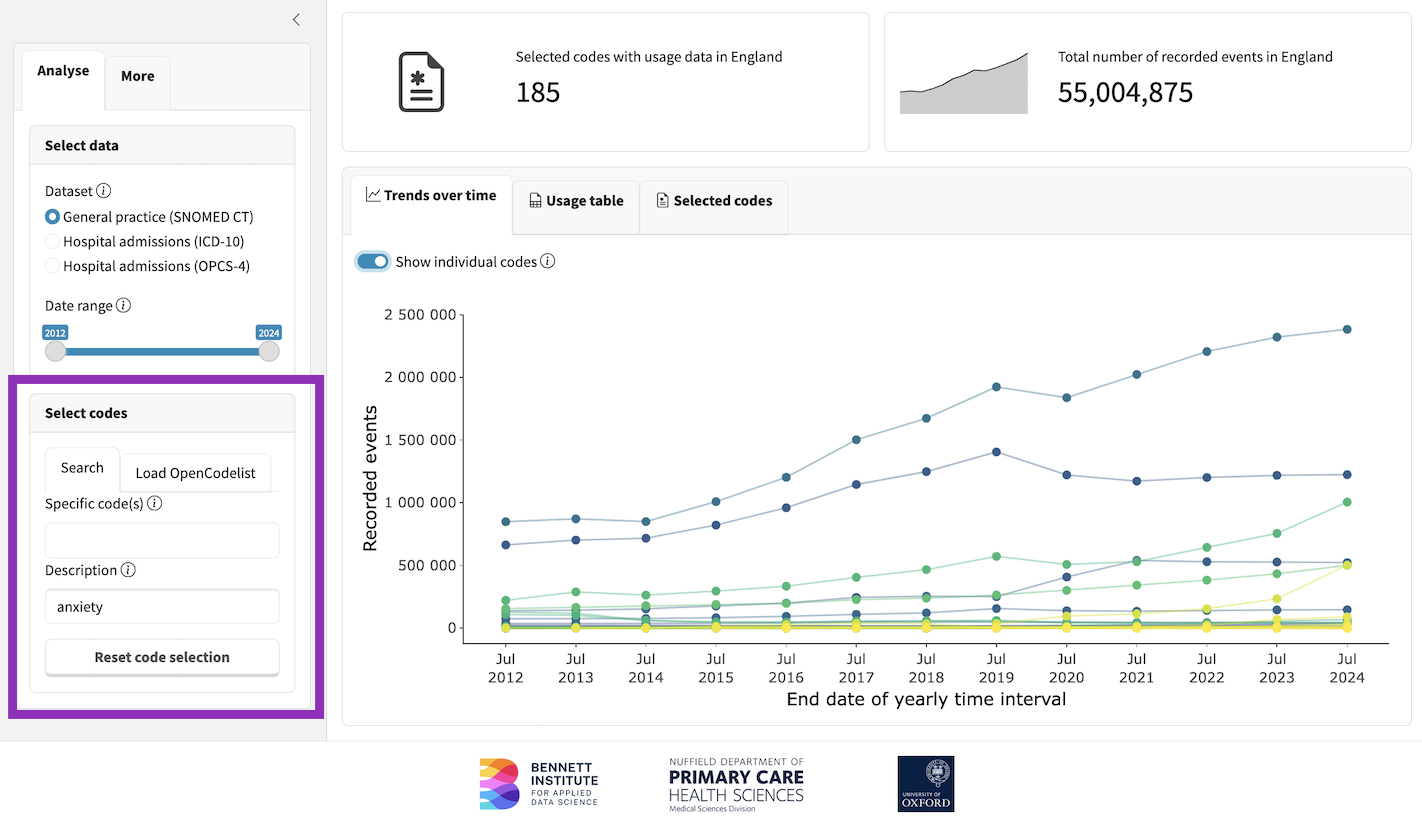 Analyse
More
Select data
Dataset
General practice (SNOMED CT)
Hospital admissions (ICD-10)
Hospital admissions (OPCS-4)
Date range
2012 2024
Select codes
Search
Load OpenCodelist
Specific code(s)
Description
anxiety
Reset code selection
Selected codes with usage data in England
185
Total number of recorded events in England
55,004,875
Trends over time
Usage table
Selected codes
Show individual codes
Recorded events
2 500 000
2 000 000
1 500 000
1 000 000
500 000
0
Jul Jul Jul Jul Jul Jul Jul Jul Jul Jul Jul Jul Jul
2012 2013 2014 2015 2016 2017 2018 2019 2020 2021 2022 2023 2024
End date of yearly time interval
BENNETT
INSTITUTE
FOR APPLIED
DATA SCIENCE
NUFFIELD DEPARTMENT OF
PRIMARY CARE
HEALTH SCIENCES
Medical Sciences Division
UNIVERSITY OF
OXFORD